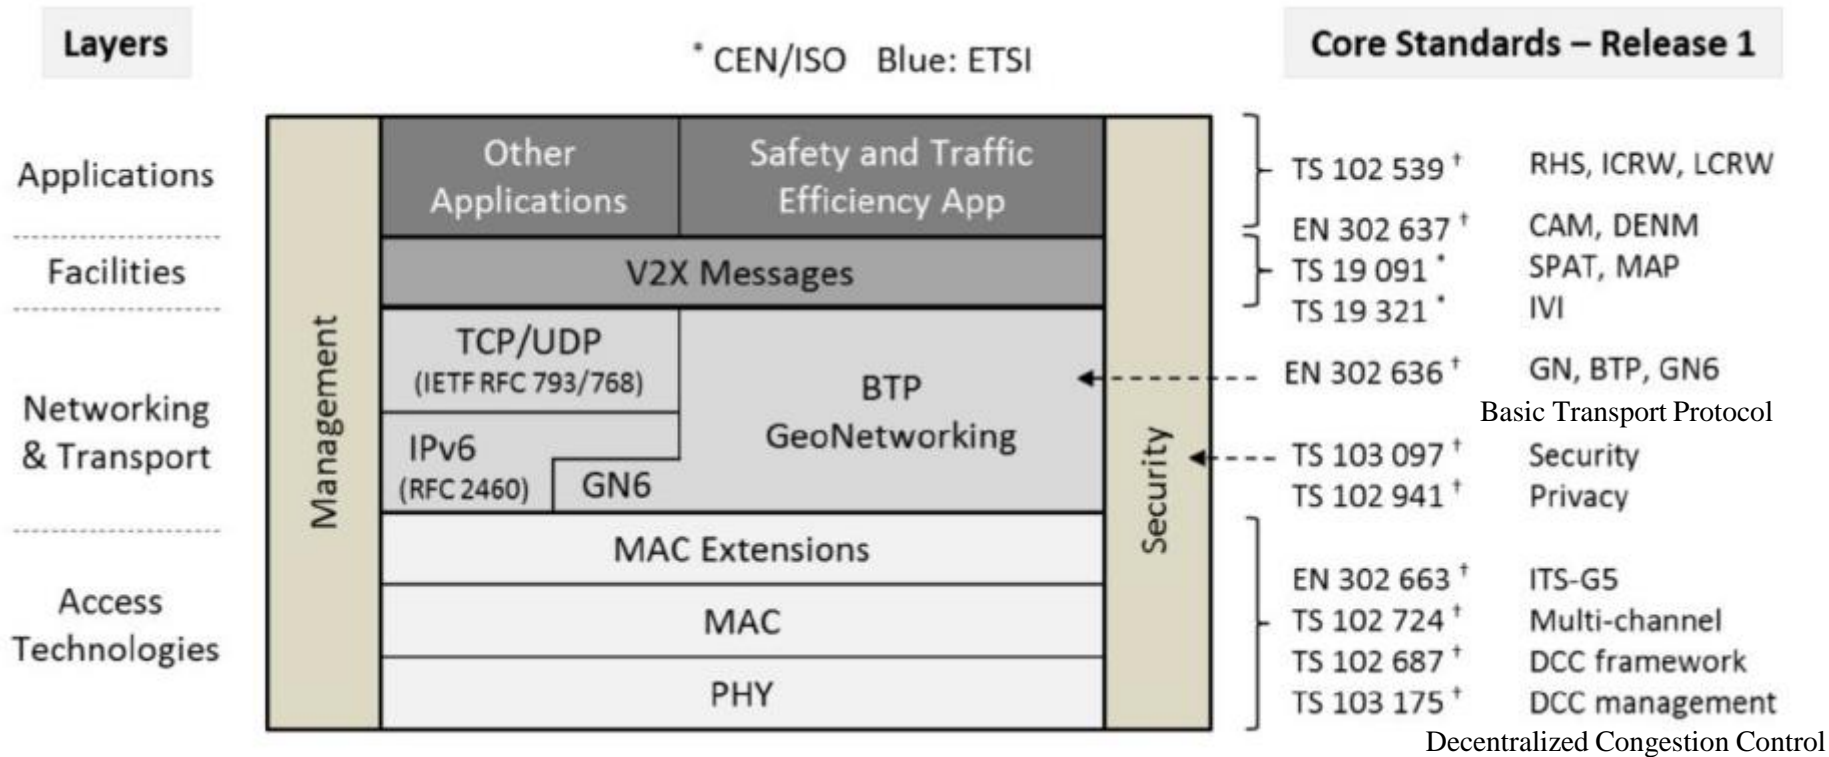 Layers
* CEN/ISO Blue: ETSI
Core Standards – Release 1
Applications
Facilities
Networking
& Transport
Access
Technologies
Management
Other
Applications
Safety and Traffic
Efficiency App
V2X Messages
TCP/UDP
(IETF RFC 793/768)
IPv6
(RFC 2460)
GN6
BTP
GeoNetworking
MAC Extensions
MAC
PHY
Security
TS 102 539 † RHS, ICRW, LCRW
EN 302 637 † CAM, DENM
TS 19 091 * SPAT, MAP
TS 19 321 * IVI
EN 302 636 † GN, BTP, GN6
Basic Transport Protocol
TS 103 097 † Security
TS 102 941 † Privacy
EN 302 663 † ITS-G5
TS 102 724 † Multi-channel
TS 102 687 † DCC framework
TS 103 175 † DCC management
Decentralized Congestion Control